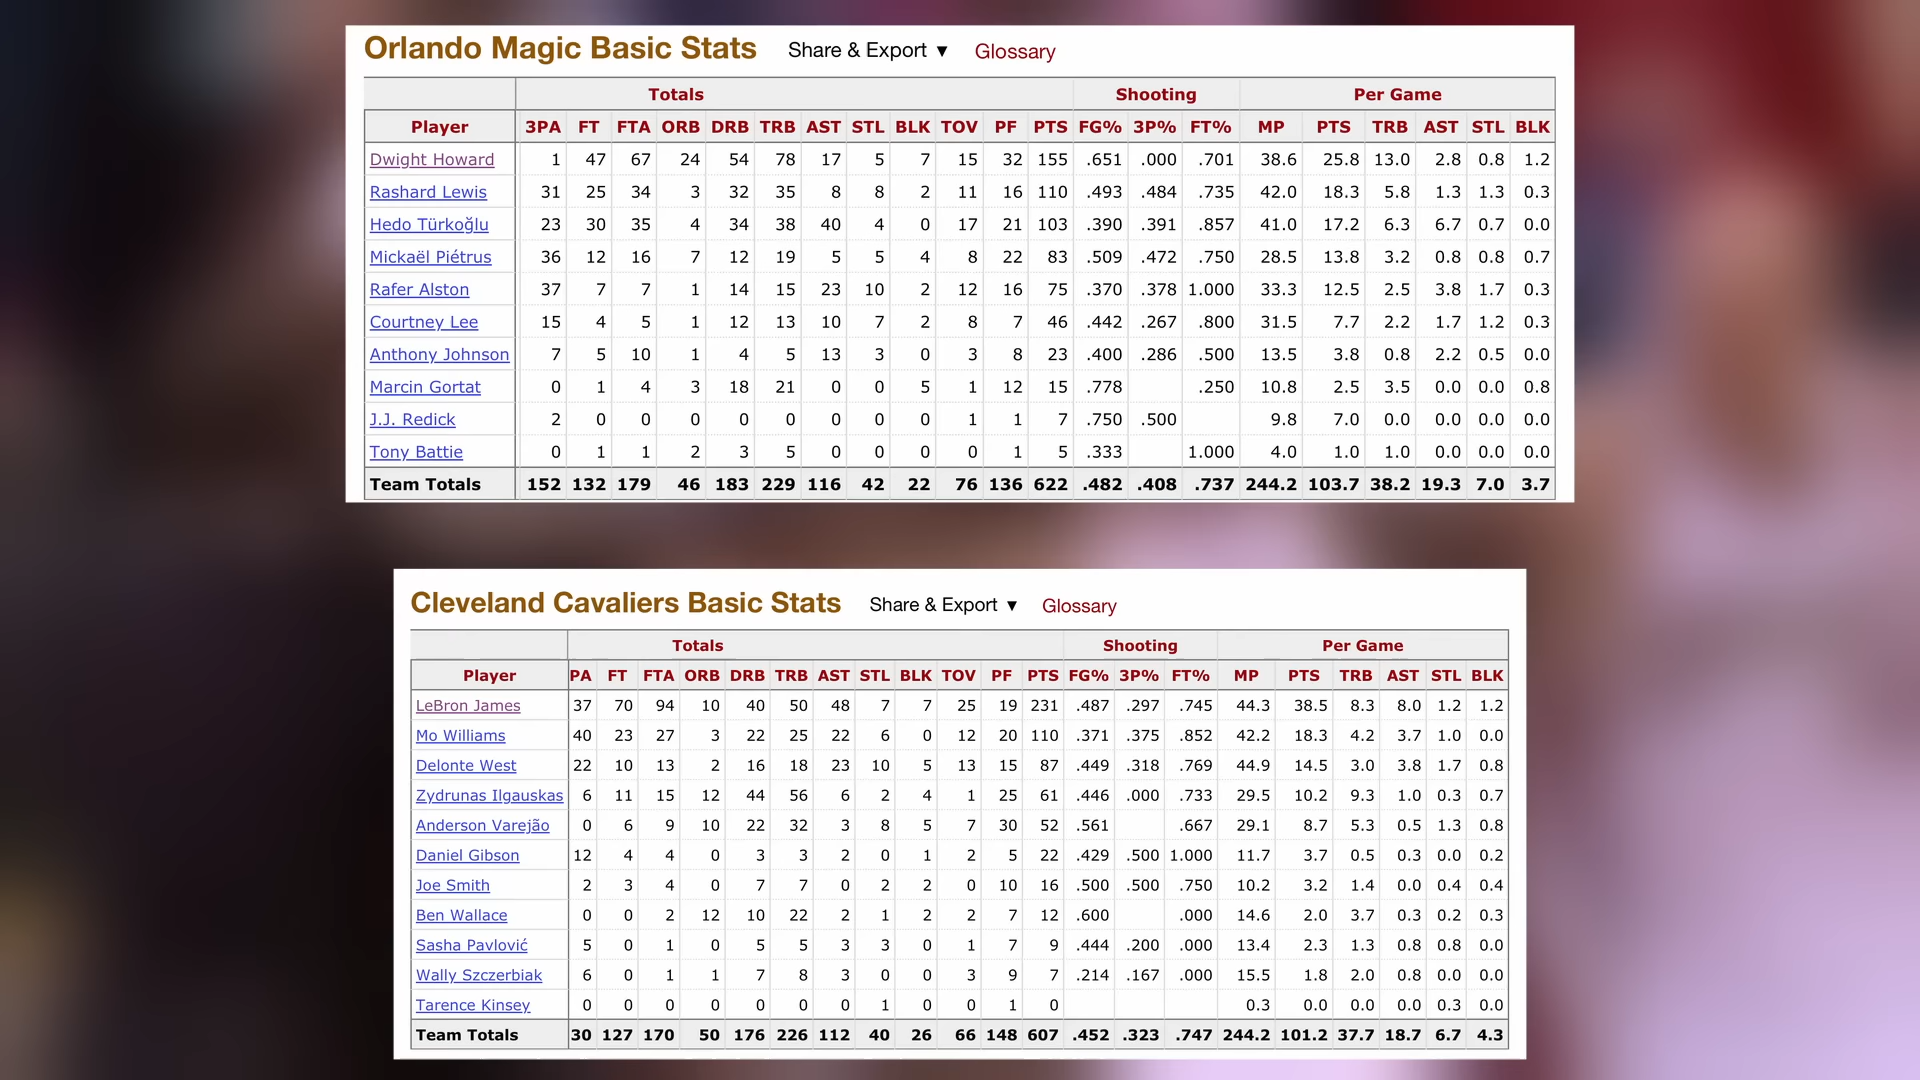 Orlando Magic Basic Stats Share & Export ▼ Glossary
Totals Shooting Per Game
Player 3PA FT FTA ORB DRB TRB AST STL BLK TOV PF PTS FG% 3P% FT% MP PTS TRB AST STL BLK
Dwight Howard 1 47 67 24 54 78 17 5 7 15 32 155 .651 .000 .701 38.6 25.8 13.0 2.8 0.8 1.2
Rashard Lewis 31 25 34 3 32 35 8 8 2 11 16 110 .493 .484 .735 42.0 18.3 5.8 1.3 1.3 0.3
Hedo Türkoğlu 23 30 35 4 34 38 40 4 0 17 21 103 .390 .391 .857 41.0 17.2 6.3 6.7 0.7 0.0
Mickaël Piétrus 36 12 16 7 12 19 5 5 4 8 22 83 .509 .472 .750 28.5 13.8 3.2 0.8 0.8 0.7
Rafer Alston 37 7 7 1 14 15 23 10 2 12 16 75 .370 .378 1.000 33.3 12.5 2.5 3.8 1.7 0.3
Courtney Lee 15 4 5 1 12 13 10 7 2 8 7 46 .442 .267 .800 31.5 7.7 2.2 1.7 1.2 0.3
Anthony Johnson 7 5 10 1 4 5 13 3 0 3 8 23 .400 .286 .500 13.5 3.8 0.8 2.2 0.5 0.0
Marcin Gortat 0 1 4 3 18 21 0 0 5 1 12 15 .778 .250 10.8 2.5 3.5 0.0 0.0 0.8
J.J. Redick 2 0 0 0 0 0 0 0 0 1 1 7 .750 .500 9.8 7.0 0.0 0.0 0.0 0.0
Tony Battie 0 1 1 2 3 5 0 0 0 0 1 5 .333 1.000 4.0 1.0 1.0 0.0 0.0 0.0
Team Totals 152 132 179 46 183 229 116 42 22 76 136 622 .482 .408 .737 244.2 103.7 38.2 19.3 7.0 3.7
Cleveland Cavaliers Basic Stats Share & Export ▼ Glossary
Totals Shooting Per Game
Player PA FT FTA ORB DRB TRB AST STL BLK TOV PF PTS FG% 3P% FT% MP PTS TRB AST STL BLK
LeBron James 37 70 94 10 40 50 48 7 7 25 19 231 .487 .297 .745 44.3 38.5 8.3 8.0 1.2 1.2
Mo Williams 40 23 27 3 22 25 22 6 0 12 20 110 .371 .375 .852 42.2 18.3 4.2 3.7 1.0 0.0
Delonte West 22 10 13 2 16 18 23 10 5 13 15 87 .449 .318 .769 44.9 14.5 3.0 3.8 1.7 0.8
Zydrunas Ilgauskas 6 11 15 12 44 56 6 2 4 1 25 61 .446 .000 .733 29.5 10.2 9.3 1.0 0.3 0.7
Anderson Varejão 0 6 9 10 22 32 3 8 5 7 30 52 .561 .667 29.1 8.7 5.3 0.5 1.3 0.8
Daniel Gibson 12 4 4 0 3 3 2 0 1 2 5 22 .429 .500 1.000 11.7 3.7 0.5 0.3 0.0 0.2
Joe Smith 2 3 4 0 7 7 0 2 2 0 10 16 .500 .500 .750 10.2 3.2 1.4 0.0 0.4 0.4
Ben Wallace 0 0 2 12 10 22 2 1 2 2 7 12 .600 .000 14.6 2.0 3.7 0.3 0.2 0.3
Sasha Pavlović 5 0 1 0 5 5 3 3 0 1 7 9 .444 .200 .000 13.4 2.3 1.3 0.8 0.8 0.0
Wally Szczerbiak 6 0 1 1 7 8 3 0 0 3 9 7 .214 .167 .000 15.5 1.8 2.0 0.8 0.0 0.0
Tarence Kinsey 0 0 0 0 0 0 0 1 0 0 1 0 0.3 0.0 0.0 0.0 0.3 0.0
Team Totals 30 127 170 50 176 226 112 40 26 66 148 607 .452 .323 .747 244.2 101.2 37.7 18.7 6.7 4.3